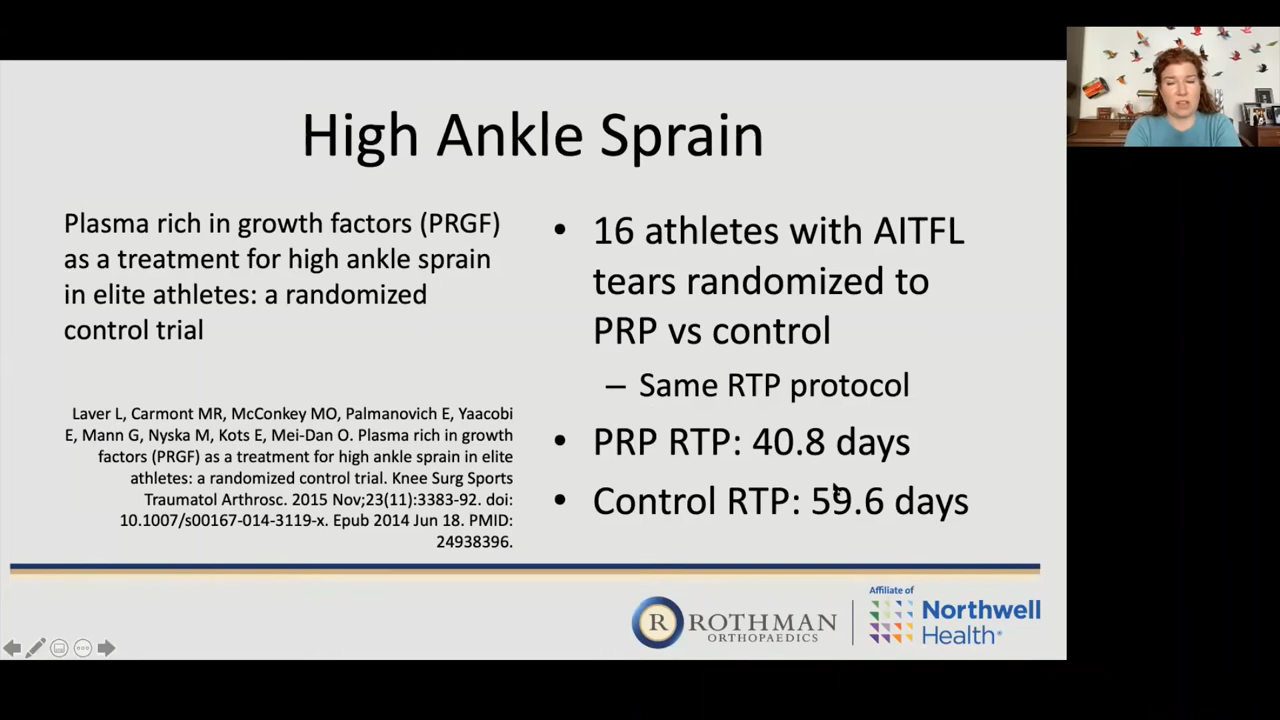 High Ankle Sprain
Plasma rich in growth factors (PRGF)
as a treatment for high ankle sprain
in elite athletes: a randomized
control trial
Laver L, Carmont MR, McConkey MO, Palmanovich E, Yaacobi
E, Mann G, Nyska M, Kots E, Mei-Dan O. Plasma rich in growth
factors (PRGF) as a treatment for high ankle sprain in elite
athletes: a randomized control trial. Knee Surg Sports
Traumatol Arthrosc. 2015 Nov;23(11):3383-92. doi:
10.1007/s00167-014-3119-x. Epub 2014 Jun 18. PMID:
24938396.
• 16 athletes with AITFL
tears randomized to
PRP vs control
– Same RTP protocol
• PRP RTP: 40.8 days
• Control RTP: 59.6 days
R ROTHMAN
ORTHOPAEDICS
Affiliate of
Northwell
Health®